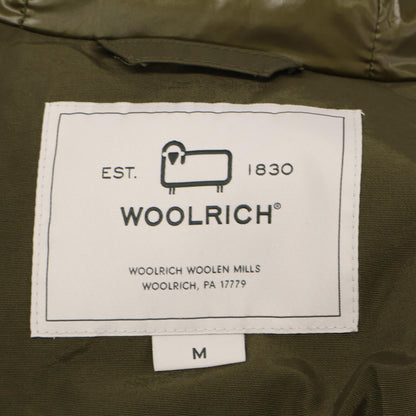 EST. 1830
WOOLRICH®
WOOLRICH WOOLEN MILLS
WOOLRICH, PA 17779
M